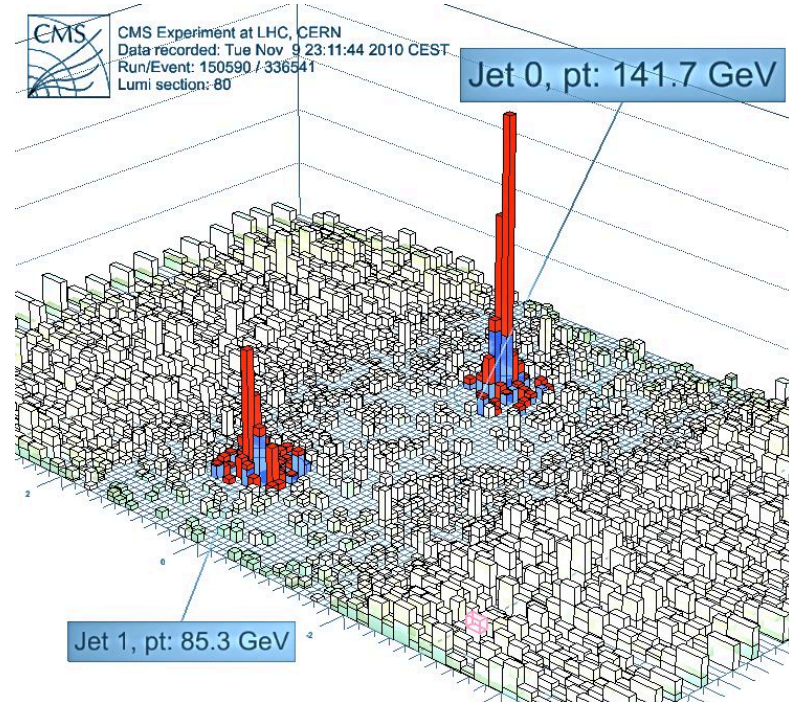 CMS
CMS Experiment at LHC, CERN
Data recorded: Tue Nov 9 23:11:44 2010 CEST
Run/Event: 150590 / 336541
Lumi section: 80
Jet 0, pt: 141.7 GeV
2
0
-2
Jet 1, pt: 85.3 GeV